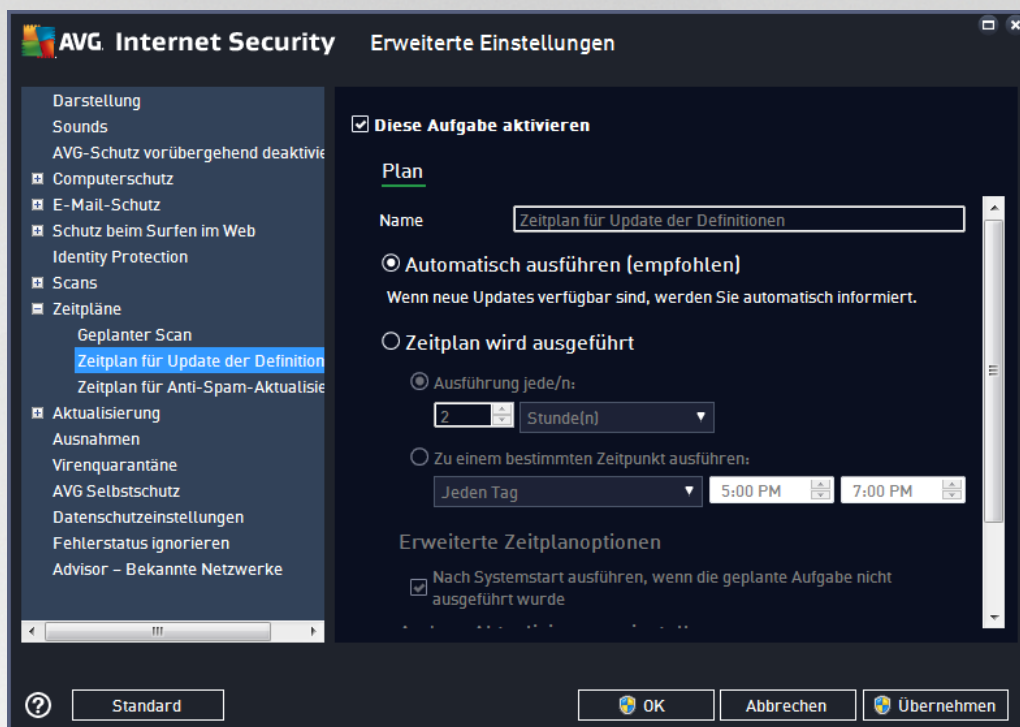 AVG Internet Security Erweiterte Einstellungen
Darstellung
Sounds
AVG-Schutz vorübergehend deaktivie
Computerschutz
E-Mail-Schutz
Schutz beim Surfen im Web
Identity Protection
Scans
Zeitpläne
Geplanter Scan
Zeitplan für Update der Definition
Zeitplan für Anti-Spam-Aktualisie
Aktualisierung
Ausnahmen
Virenquarantäne
AVG Selbstschutz
Datenschutzeinstellungen
Fehlerstatus ignorieren
Advisor – Bekannte Netzwerke
Diese Aufgabe aktivieren
Plan
Name Zeitplan für Update der Definitionen
Automatisch ausführen (empfohlen)
Wenn neue Updates verfügbar sind, werden Sie automatisch informiert.
Zeitplan wird ausgeführt
Ausführung jede/n:
2 Stunde(n)
Zu einem bestimmten Zeitpunkt ausführen:
Jeden Tag 5:00 PM 7:00 PM
Erweiterte Zeitplanoptionen
Nach Systemstart ausführen, wenn die geplante Aufgabe nicht
ausgeführt wurde
Standard OK Abbrechen Übernehmen